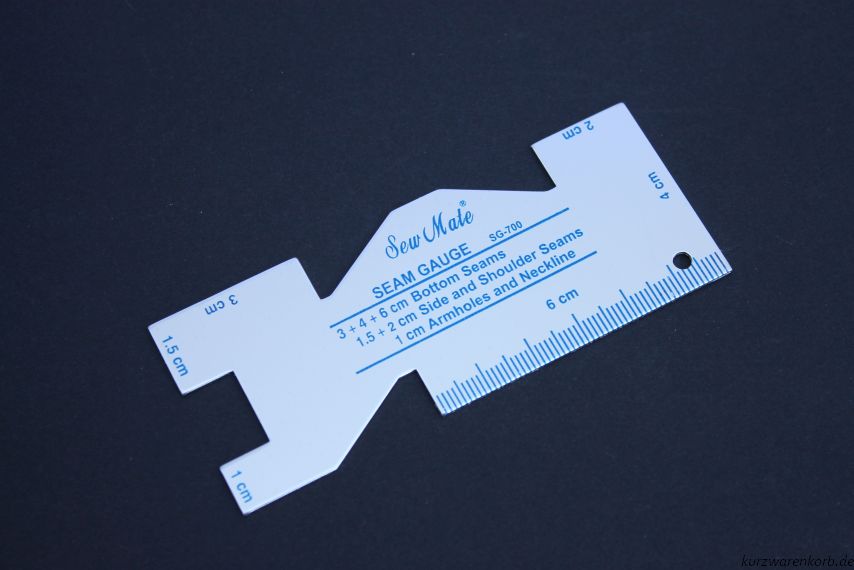 2 cm
4 cm
Sew Mate®
SEAM GAUGE SG-700
3 + 4 + 6 cm Bottom Seams
1.5 + 2 cm Side and Shoulder Seams
1 cm Armholes and Neckline
6 cm
3 cm
1.5 cm
1 cm
kurzwarenkorb.de